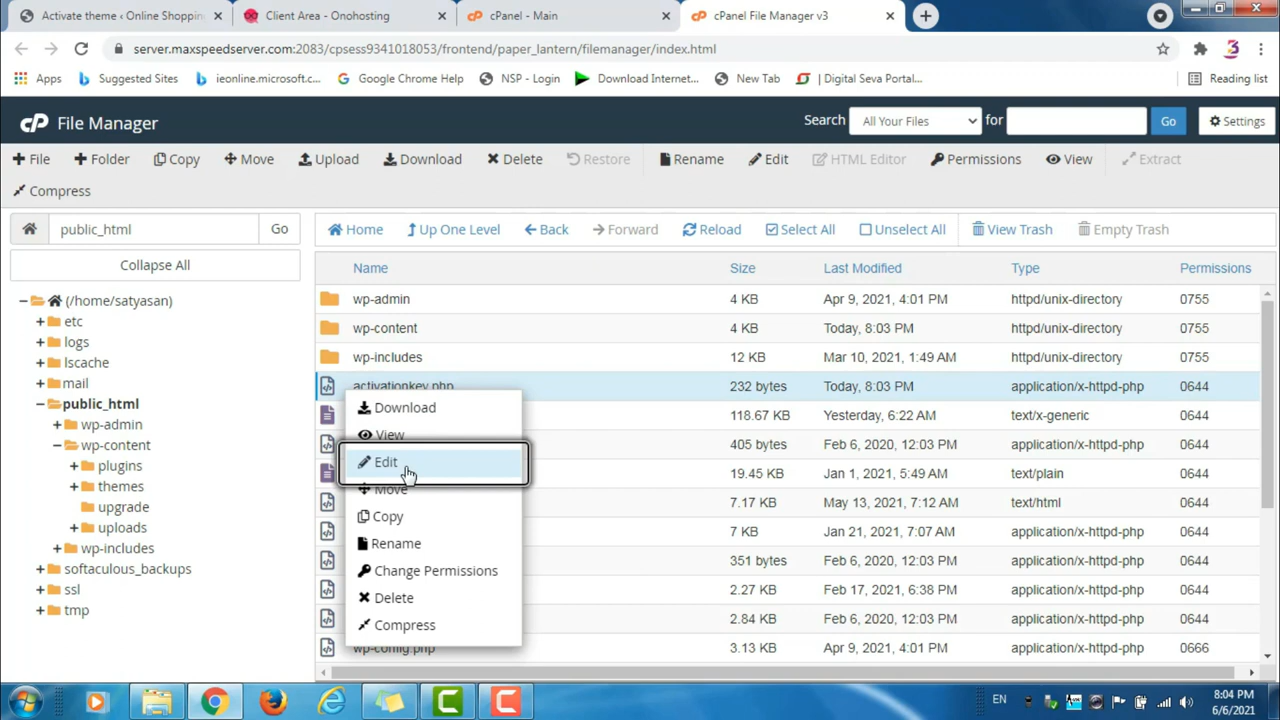 Activate theme ‹ Online Shoppin
Client Area - Onohosting
cPanel - Main
cPanel File Manager v3
server.maxspeedserver.com:2083/cpsess9341018053/frontend/paper_lantern/filemanager/index.html
Apps
Suggested Sites
ieonline.microsoft.c...
Google Chrome Help
NSP - Login
Download Internet...
New Tab
| Digital Seva Portal...
Reading list
cP File Manager
Search
All Your Files
for
Go
Settings
File
Folder
Copy
Move
Upload
Download
Delete
Restore
Rename
Edit
HTML Editor
Permissions
View
Extract
Compress
public_html
Go
Home
Up One Level
Back
Forward
Reload
Select All
Unselect All
View Trash
Empty Trash
Collapse All
(/home/satyasan)
etc
logs
lscache
mail
public_html
wp-admin
wp-content
plugins
themes
upgrade
uploads
wp-includes
softaculous_backups
ssl
tmp
Name Size Last Modified Type Permissions
wp-admin 4 KB Apr 9, 2021, 4:01 PM httpd/unix-directory 0755
wp-content 4 KB Today, 8:03 PM httpd/unix-directory 0755
wp-includes 12 KB Mar 10, 2021, 1:49 AM httpd/unix-directory 0755
activationkey.php 232 bytes Today, 8:03 PM application/x-httpd-php 0644
118.67 KB Yesterday, 6:22 AM text/x-generic 0644
405 bytes Feb 6, 2020, 12:03 PM application/x-httpd-php 0644
19.45 KB Jan 1, 2021, 5:49 AM text/plain 0644
7.17 KB May 13, 2021, 7:12 AM text/html 0644
7 KB Jan 21, 2021, 7:07 AM application/x-httpd-php 0644
351 bytes Feb 6, 2020, 12:03 PM application/x-httpd-php 0644
2.27 KB Feb 17, 2021, 6:38 PM application/x-httpd-php 0644
2.84 KB Feb 6, 2020, 12:03 PM application/x-httpd-php 0644
wp-config.php 3.13 KB Apr 9, 2021, 4:01 PM application/x-httpd-php 0666
Download
View
Edit
Move
Copy
Rename
Change Permissions
Delete
Compress
EN
8:04 PM
6/6/2021